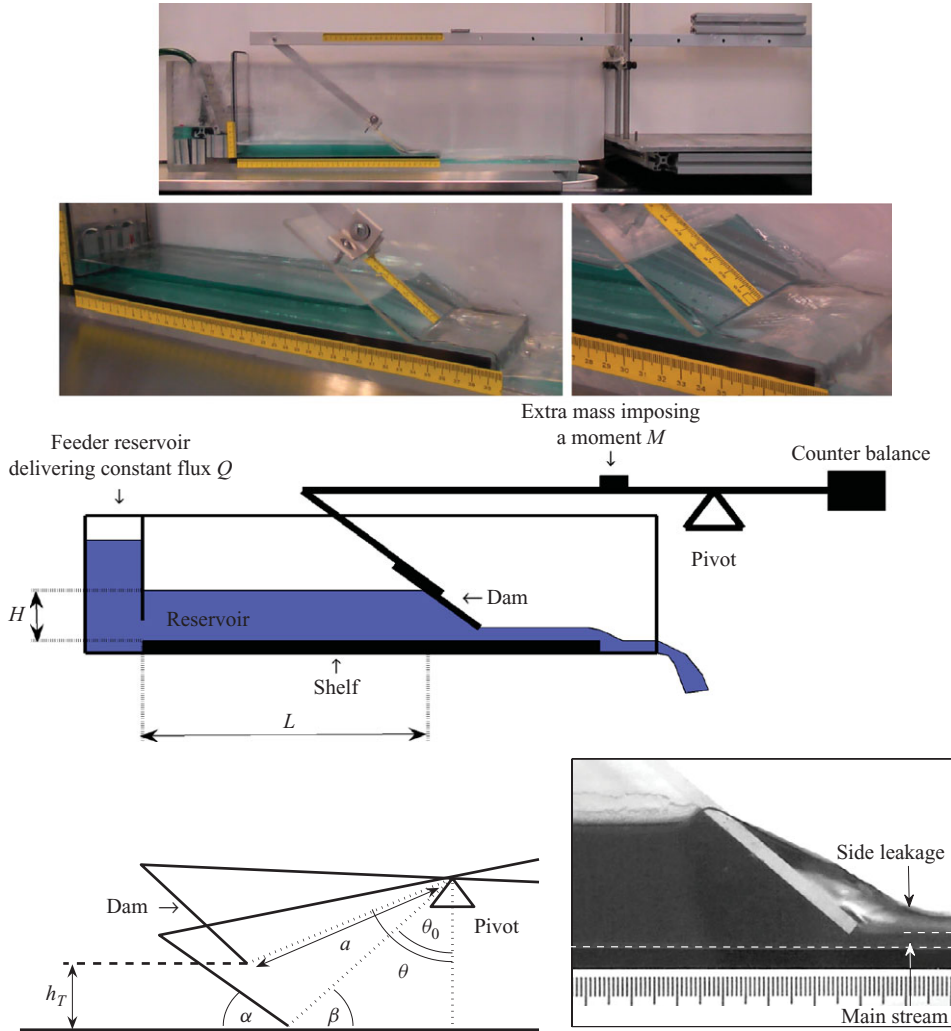 Extra mass imposing
a moment M
Feeder reservoir
delivering constant flux Q
Counter balance
Pivot
H
Reservoir
Dam
Shelf
L
Side leakage
Dam
Pivot
a
θ0
θ
hT
α
β
Main stream